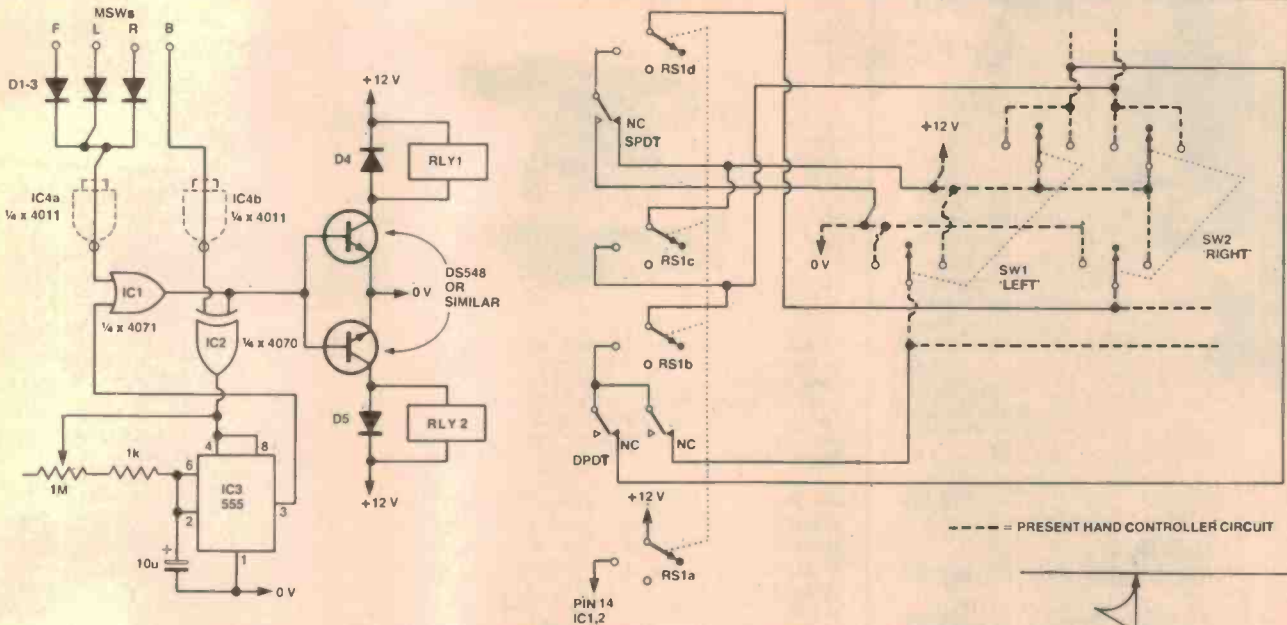 MSWs
F L R B
D1-3
IC4a
¼ x 4011
IC4b
¼ x 4011
IC1
¼ x 4071
IC2
¼ x 4070
1M
1k
10u
4
8
6
2
3
1
IC3
555
0 V
+12 V
D4
RLY1
DS548
OR
SIMILAR
0 V
D5
RLY 2
+12 V
RS1d
NC
SPDT
RS1c
RS1b
NC
NC
DPDT
+12 V
RS1a
PIN 14
IC1,2
+12 V
0 V
SW1
'LEFT'
SW2
'RIGHT'
= PRESENT HAND CONTROLLER CIRCUIT